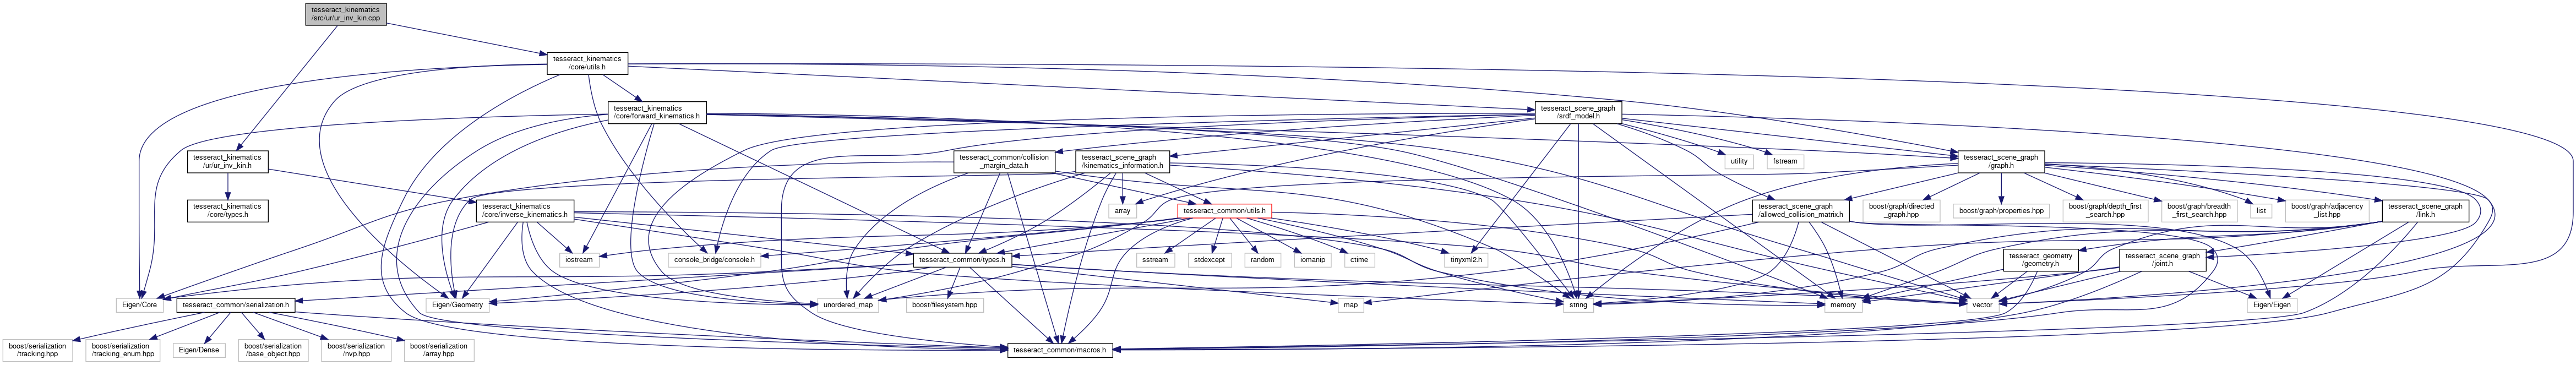 tesseract_kinematics
/src/ur/ur_inv_kin.cpp
tesseract_kinematics
/core/utils.h
tesseract_kinematics
/core/forward_kinematics.h
tesseract_scene_graph
/srdf_model.h
tesseract_kinematics
/ur/ur_inv_kin.h
tesseract_common/collision
_margin_data.h
tesseract_scene_graph
/kinematics_information.h
utility
fstream
tesseract_scene_graph
/graph.h
tesseract_kinematics
/core/types.h
tesseract_kinematics
/core/inverse_kinematics.h
array
tesseract_common/utils.h
tesseract_scene_graph
/allowed_collision_matrix.h
boost/graph/directed
_graph.hpp
boost/graph/properties.hpp
boost/graph/depth_first
_search.hpp
boost/graph/breadth
_first_search.hpp
list
boost/graph/adjacency
_list.hpp
tesseract_scene_graph
/link.h
iostream
console_bridge/console.h
tesseract_common/types.h
sstream
stdexcept
random
iomanip
ctime
tinyxml2.h
tesseract_geometry
/geometry.h
tesseract_scene_graph
/joint.h
Eigen/Core
tesseract_common/serialization.h
Eigen/Geometry
unordered_map
boost/filesystem.hpp
map
string
memory
vector
Eigen/Eigen
boost/serialization
/tracking.hpp
boost/serialization
/tracking_enum.hpp
Eigen/Dense
boost/serialization
/base_object.hpp
boost/serialization
/nvp.hpp
boost/serialization
/array.hpp
tesseract_common/macros.h